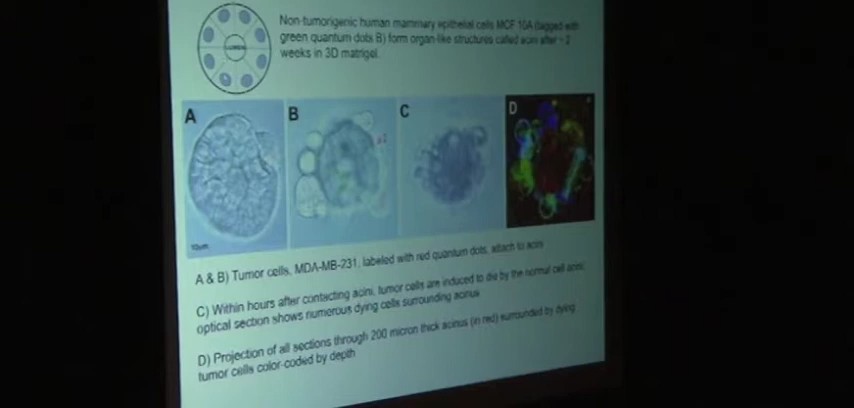 LUMEN
Non-tumorigenic human mammary epithelial cells MCF 10A (tagged with
green quantum dots B) form organ-like structures called acini after ~ 2
weeks in 3D matrigel.
A
B
C
D
10um
A & B) Tumor cells, MDA-MB-231, labeled with red quantum dots, attach to acini
C) Within hours after contacting acini, tumor cells are induced to die by the normal cell acini;
optical section shows numerous dying cells surrounding acinus
D) Projection of all sections through 200 micron thick acinus (in red) surrounded by dying
tumor cells color-coded by depth